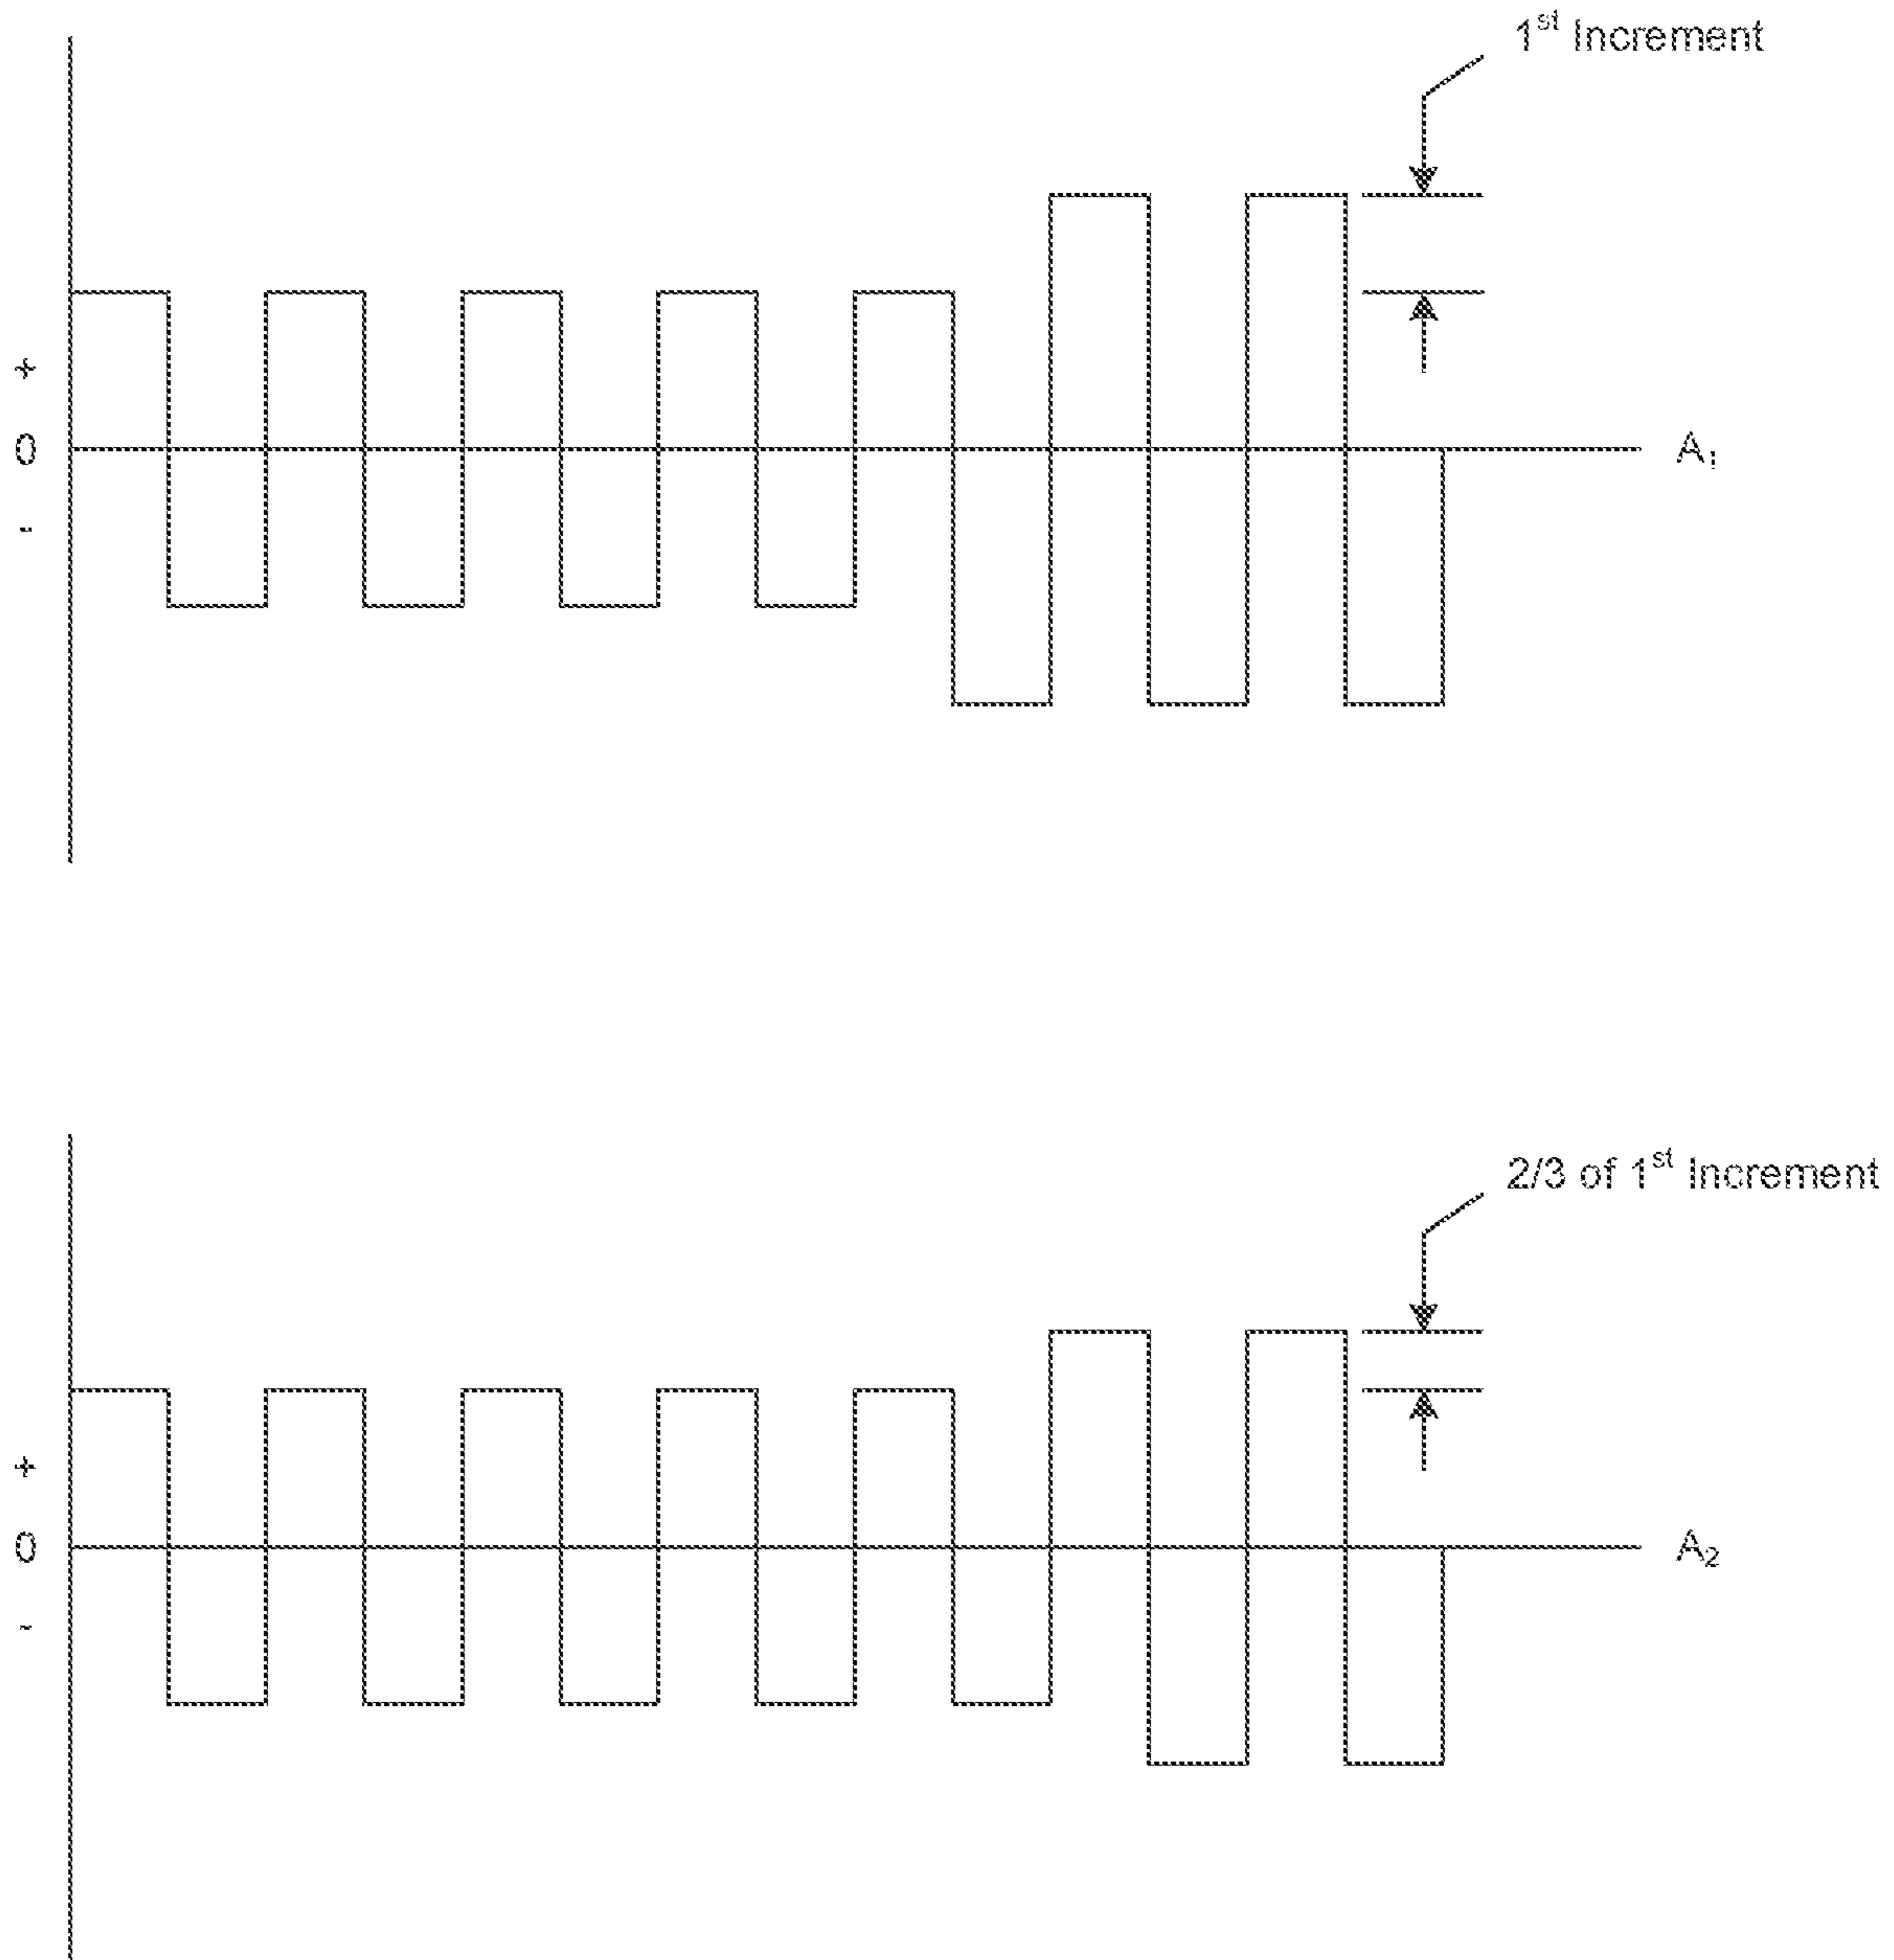 1st Increment
+
0
A1
-
2/3 of 1st Increment
+
0
A2
-